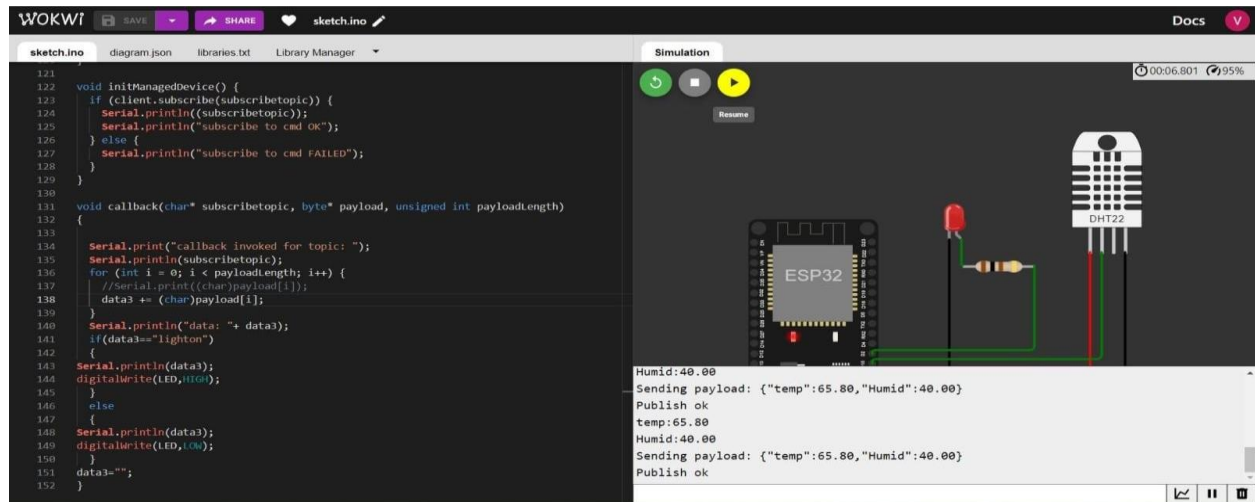 WOKWi SAVE SHARE sketch.ino Docs V
sketch.ino diagram.json libraries.txt Library Manager
121
122 void initManagedDevice() {
123 if (client.subscribe(subscribetopic)) {
124 Serial.println((subscribetopic));
125 Serial.println("subscribe to cmd OK");
126 } else {
127 Serial.println("subscribe to cmd FAILED");
128 }
129 }
130
131 void callback(char* subscribetopic, byte* payload, unsigned int payloadLength)
132 {
133
134 Serial.print("callback invoked for topic: ");
135 Serial.println(subscribetopic);
136 for (int i = 0; i < payloadLength; i++) {
137 //Serial.print((char)payload[i]);
138 data3 += (char)payload[i];
139 }
140 Serial.println("data: "+ data3);
141 if(data3=="lighton")
142 {
143 Serial.println(data3);
144 digitalWrite(LED,HIGH);
145 }
146 else
147 {
148 Serial.println(data3);
149 digitalWrite(LED,LOW);
150 }
151 data3="";
152 }
Simulation
00:06.801 95%
Resume
DHT22
ESP32
Humid:40.00
Sending payload: {"temp":65.80,"Humid":40.00}
Publish ok
temp:65.80
Humid:40.00
Sending payload: {"temp":65.80,"Humid":40.00}
Publish ok